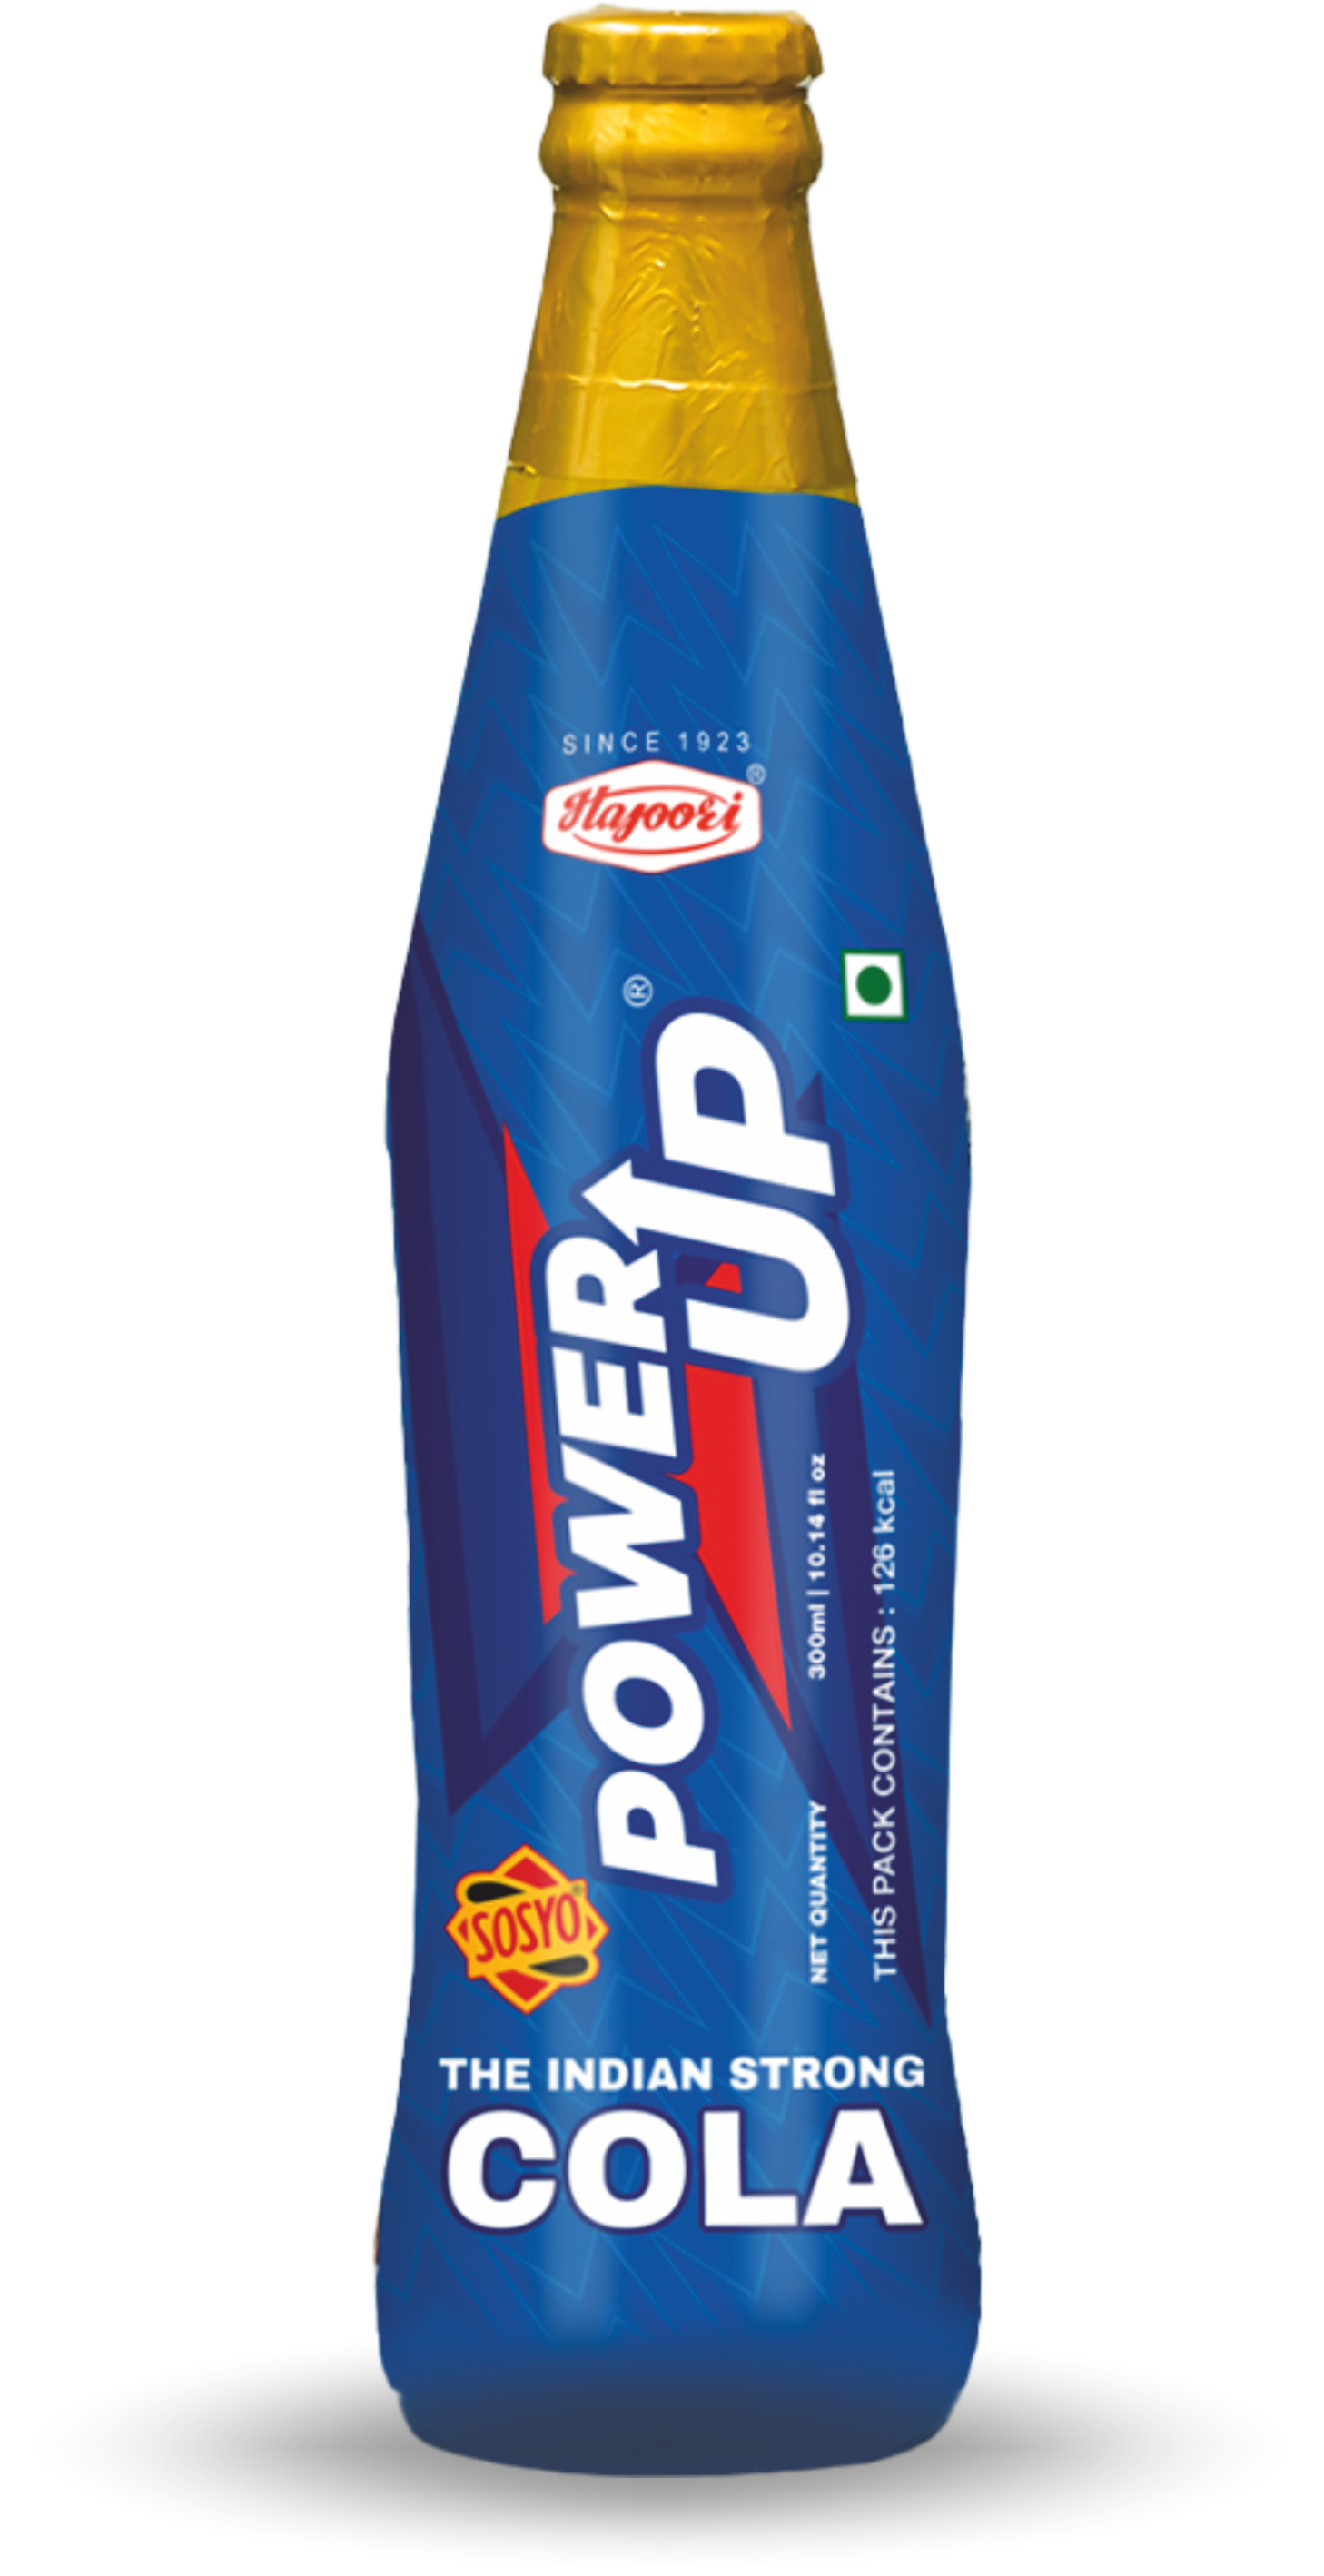 SINCE 1923
Hajoori®
®
POWER UP
NET QUANTITY 300ml | 10.14 fl oz
THIS PACK CONTAINS : 126 kcal
SOSYO®
THE INDIAN STRONG
COLA